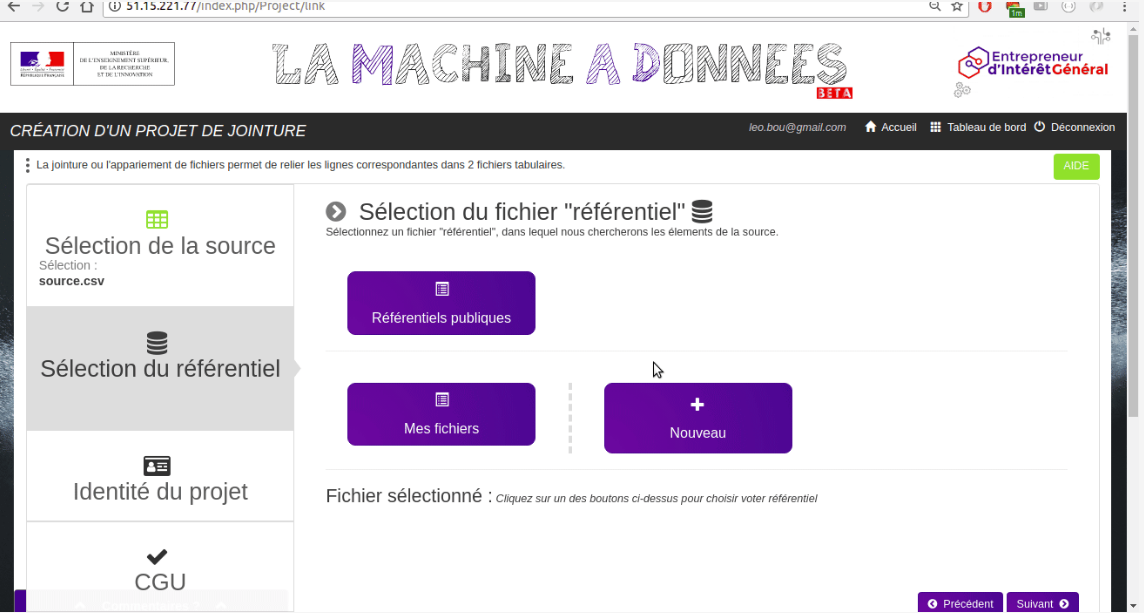 51.15.221.77/index.php/Project/link
1m
MINISTÈRE
DE L'ENSEIGNEMENT SUPÉRIEUR,
DE LA RECHERCHE
ET DE L'INNOVATION
LA MACHINE A DONNEES
BETA
Entrepreneur
d'IntérêtGénéral
CRÉATION D'UN PROJET DE JOINTURE
leo.bou@gmail.com Accueil Tableau de bord Déconnexion
La jointure ou l'appariement de fichiers permet de relier les lignes correspondantes dans 2 fichiers tabulaires.
AIDE
Sélection de la source
Sélection :
source.csv
Sélection du référentiel
Identité du projet
CGU
Sélection du fichier "référentiel"
Sélectionnez un fichier "référentiel", dans lequel nous chercherons les élements de la source.
Référentiels publiques
Mes fichiers
Nouveau
Fichier sélectionné : Cliquez sur un des boutons ci-dessus pour choisir voter référentiel
Précédent
Suivant